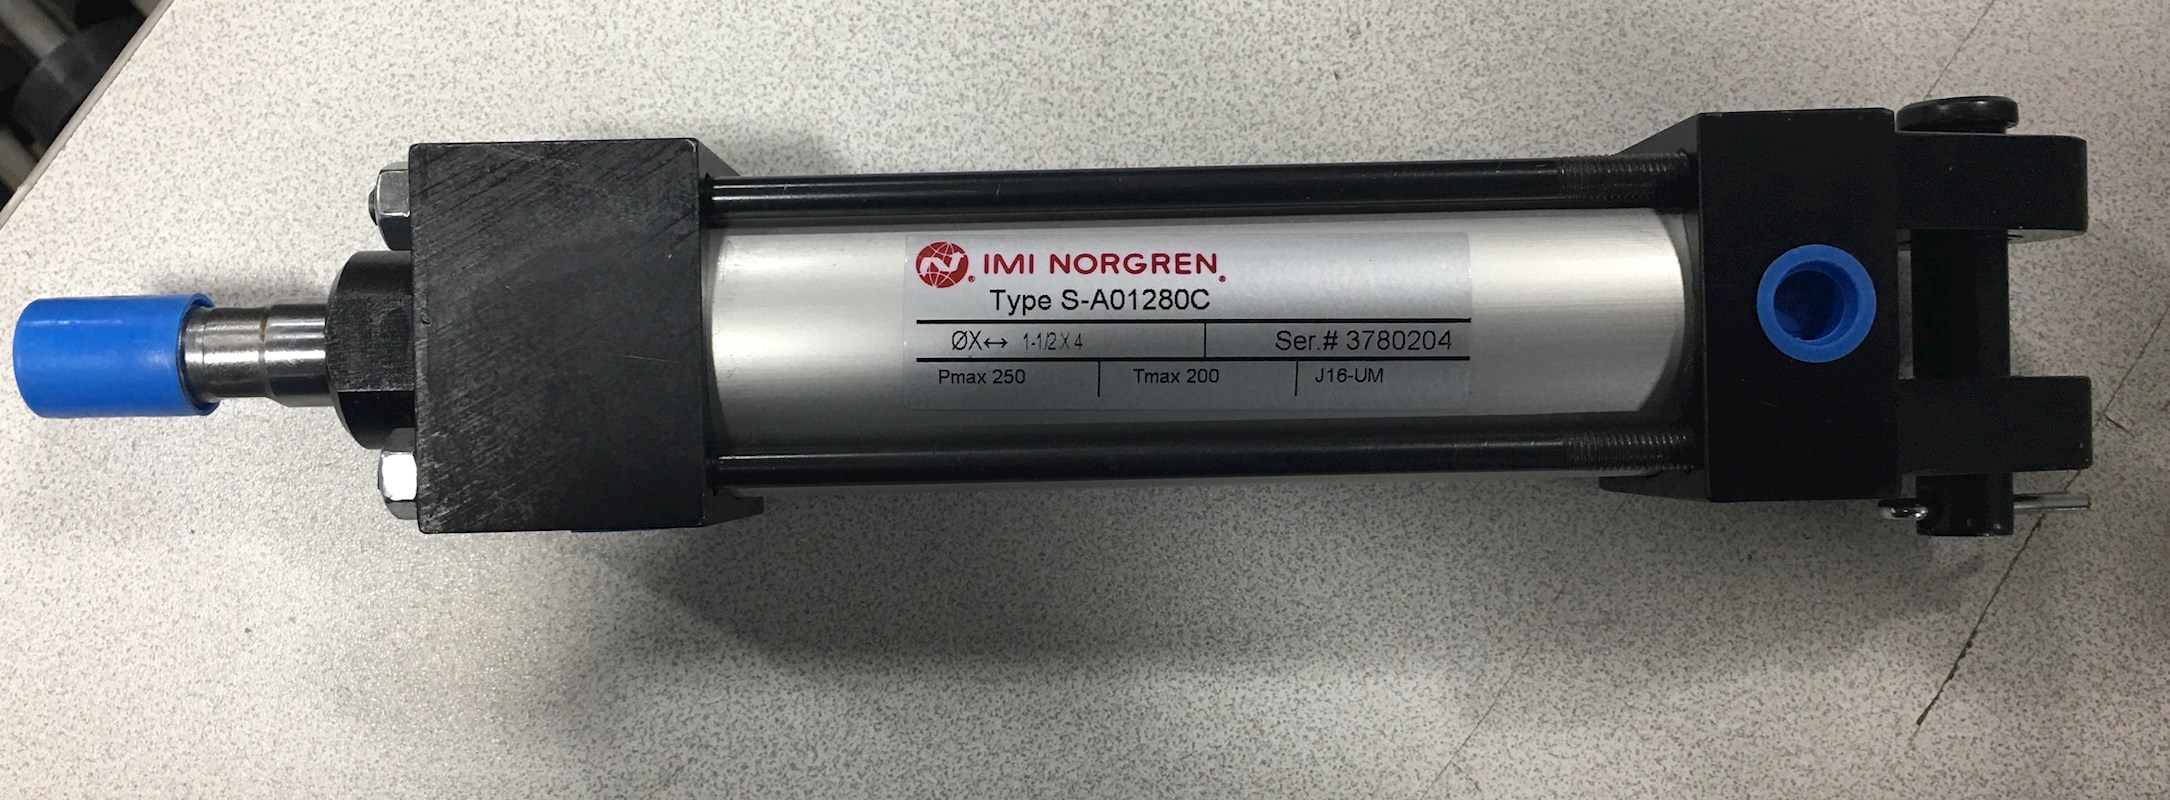 IMI NORGREN®
Type S-A01280C
ØX↔ 1-1/2 X 4 Ser.# 3780204
Pmax 250 Tmax 200 J16-UM